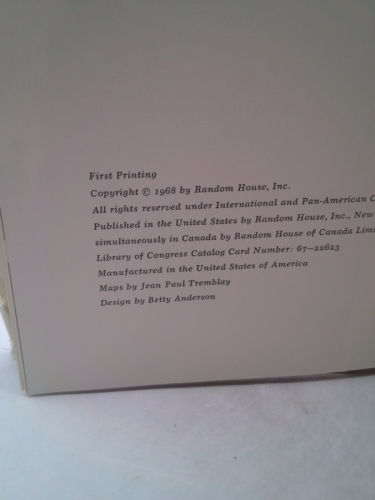 First Printing
Copyright © 1968 by Random House, Inc.
All rights reserved under International and Pan-American C
Published in the United States by Random House, Inc., New
simultaneously in Canada by Random House of Canada Limi
Library of Congress Catalog Card Number: 67-22623
Manufactured in the United States of America
Maps by Jean Paul Tremblay
Design by Betty Anderson